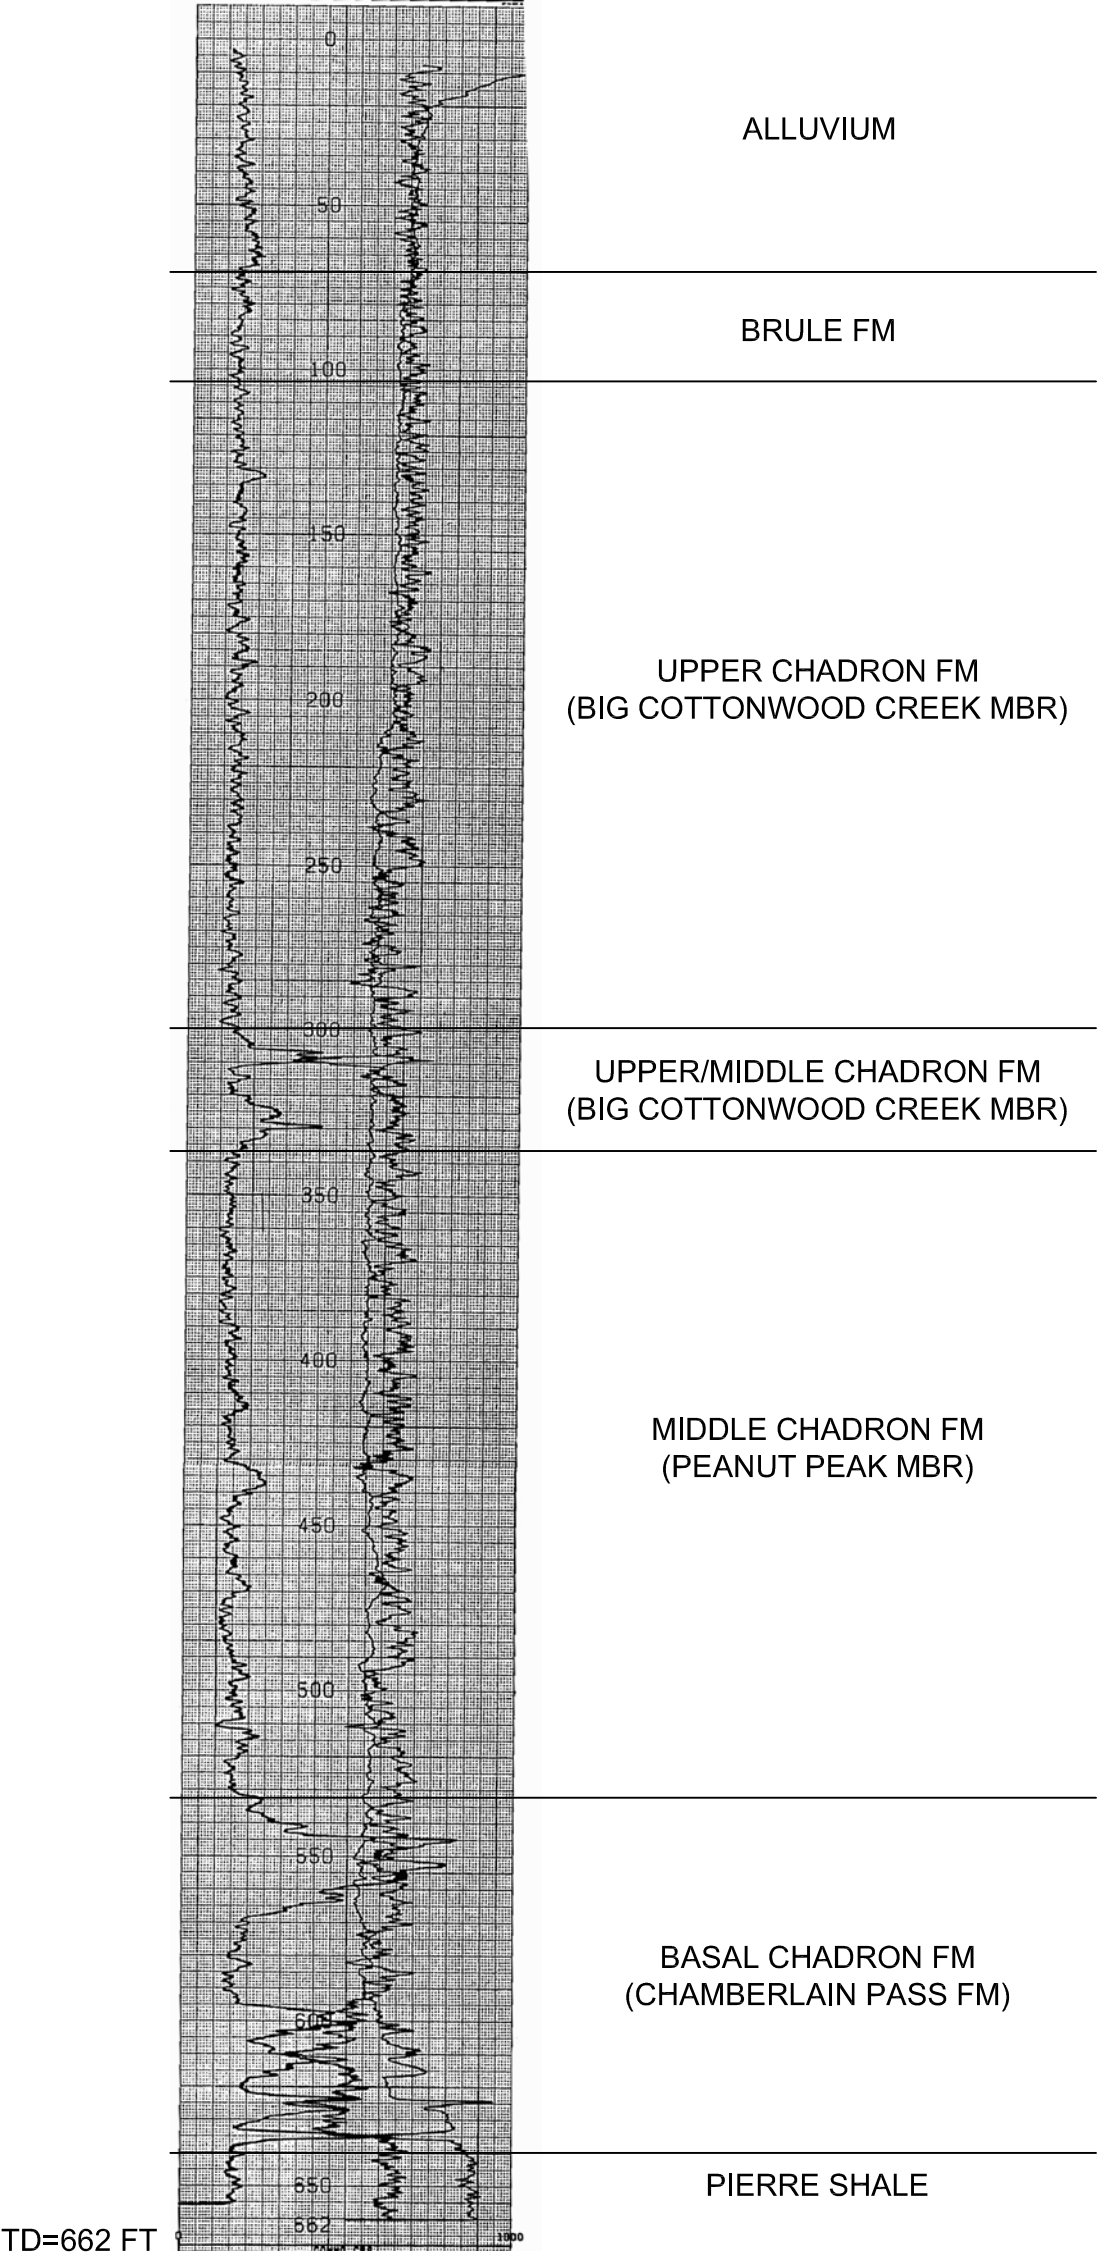 0
ALLUVIUM
50
BRULE FM
100
150
UPPER CHADRON FM
(BIG COTTONWOOD CREEK MBR)
200
250
300
UPPER/MIDDLE CHADRON FM
(BIG COTTONWOOD CREEK MBR)
350
400
MIDDLE CHADRON FM
(PEANUT PEAK MBR)
450
500
550
BASAL CHADRON FM
(CHAMBERLAIN PASS FM)
600
650
PIERRE SHALE
662
TD=662 FT
0
1000